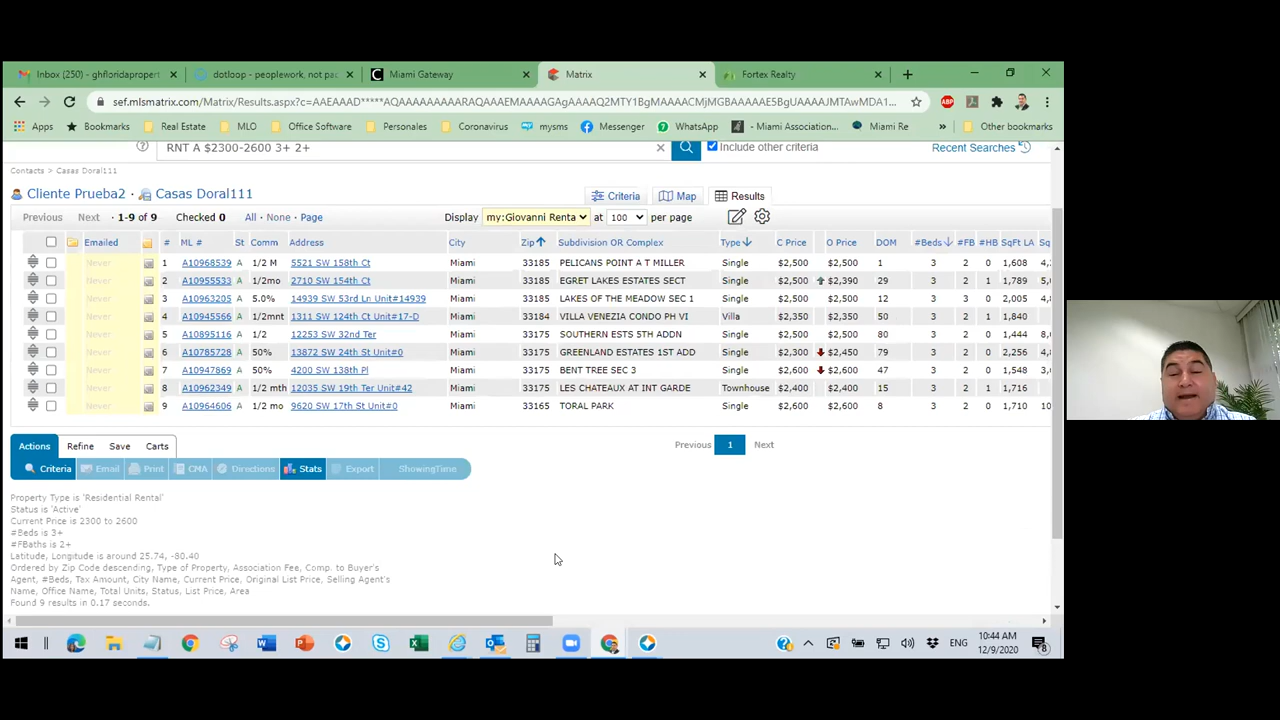 Inbox (250) - ghfloridapropert × dotloop - peoplework, not pa × Miami Gateway × Matrix × Fortex Realty × +
sef.mlsmatrix.com/Matrix/Results.aspx?c=AAEAAAD*****AQAAAAAAAAARAQAAAEMAAAAGAgAAAAQ2MTY1BgMAAAACMjMGBAAAAAE5BgUAAAAJMTAwMDA1...
Apps Bookmarks Real Estate MLO Office Software Personales Coronavirus mysms Messenger WhatsApp - Miami Association... Miami Re » Other bookmarks
RNT A $2300-2600 3+ 2+ Include other criteria Recent Searches
Contacts > Casas Doral111
Cliente Prueba2 · Casas Doral111 Criteria Map Results
Previous Next · 1-9 of 9 Checked 0 All · None · Page Display my:Giovanni Renta at 100 per page
Emailed # ML # St Comm Address City Zip Subdivision OR Complex Type C Price O Price DOM #Beds #FB #HB SqFt LA Sq
Never 1 A10968539 A 1/2 M 5521 SW 158th Ct Miami 33185 PELICANS POINT A T MILLER Single $2,500 $2,500 1 3 2 0 1,608 4,
Never 2 A10955533 A 1/2mo 2710 SW 154th Ct Miami 33185 EGRET LAKES ESTATES SECT Single $2,500 $2,390 29 3 2 1 1,789 5,
Never 3 A10963205 A 5.0% 14939 SW 53rd Ln Unit#14939 Miami 33185 LAKES OF THE MEADOW SEC 1 Single $2,500 $2,500 12 3 2 0 2,005 4,
Never 4 A10945566 A 1/2mnt 1311 SW 124th Ct Unit#17-D Miami 33184 VILLA VENEZIA CONDO PH VI Villa $2,350 $2,350 50 3 2 1 1,840
Never 5 A10895116 A 1/2 12253 SW 32nd Ter Miami 33175 SOUTHERN ESTS 5TH ADDN Single $2,500 $2,500 80 3 2 0 1,444 8,
Never 6 A10785728 A 50% 13872 SW 24th St Unit#0 Miami 33175 GREENLAND ESTATES 1ST ADD Single $2,300 $2,450 79 3 2 0 2,256 4,
Never 7 A10947869 A 50% 4200 SW 138th Pl Miami 33175 BENT TREE SEC 3 Single $2,400 $2,600 47 3 2 0 1,548 3,
Never 8 A10962349 A 1/2 mth 12035 SW 19th Ter Unit#42 Miami 33175 LES CHATEAUX AT INT GARDE Townhouse $2,400 $2,400 15 3 2 1 1,716
Never 9 A10964606 A 1/2 mo 9620 SW 17th St Unit#0 Miami 33165 TORAL PARK Single $2,600 $2,600 8 3 2 0 1,710 10
Actions Refine Save Carts Previous 1 Next
Criteria Email Print CMA Directions Stats Export ShowingTime
Property Type is 'Residential Rental'
Status is 'Active'
Current Price is 2300 to 2600
#Beds is 3+
#FBaths is 2+
Latitude, Longitude is around 25.74, -80.40
Ordered by Zip Code descending, Type of Property, Association Fee, Comp. to Buyer's
Agent, #Beds, Tax Amount, City Name, Current Price, Original List Price, Selling Agent's
Name, Office Name, Total Units, Status, List Price, Area
Found 9 results in 0.17 seconds.
ENG 10:44 AM
12/9/2020 8